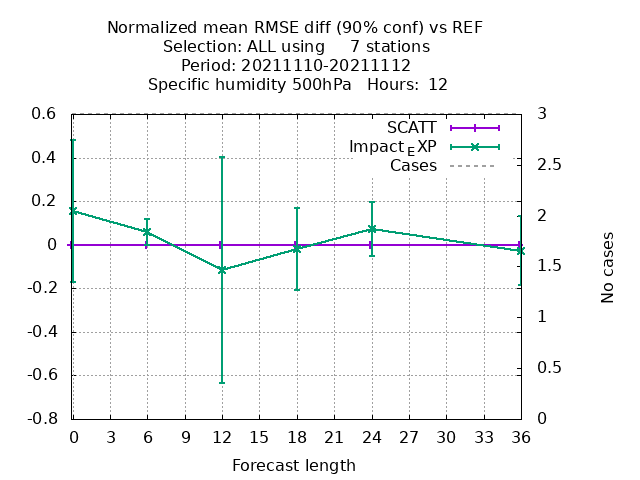 Normalized mean RMSE diff (90% conf) vs REF
Selection: ALL using 7 stations
Period: 20211110-20211112
Specific humidity 500hPa Hours: 12
SCATT
Impact_EXP
Cases
0.6
0.4
0.2
0
-0.2
-0.4
-0.6
-0.8
3
2.5
2
1.5
1
0.5
0
No cases
0 3 6 9 12 15 18 21 24 27 30 33 36
Forecast length